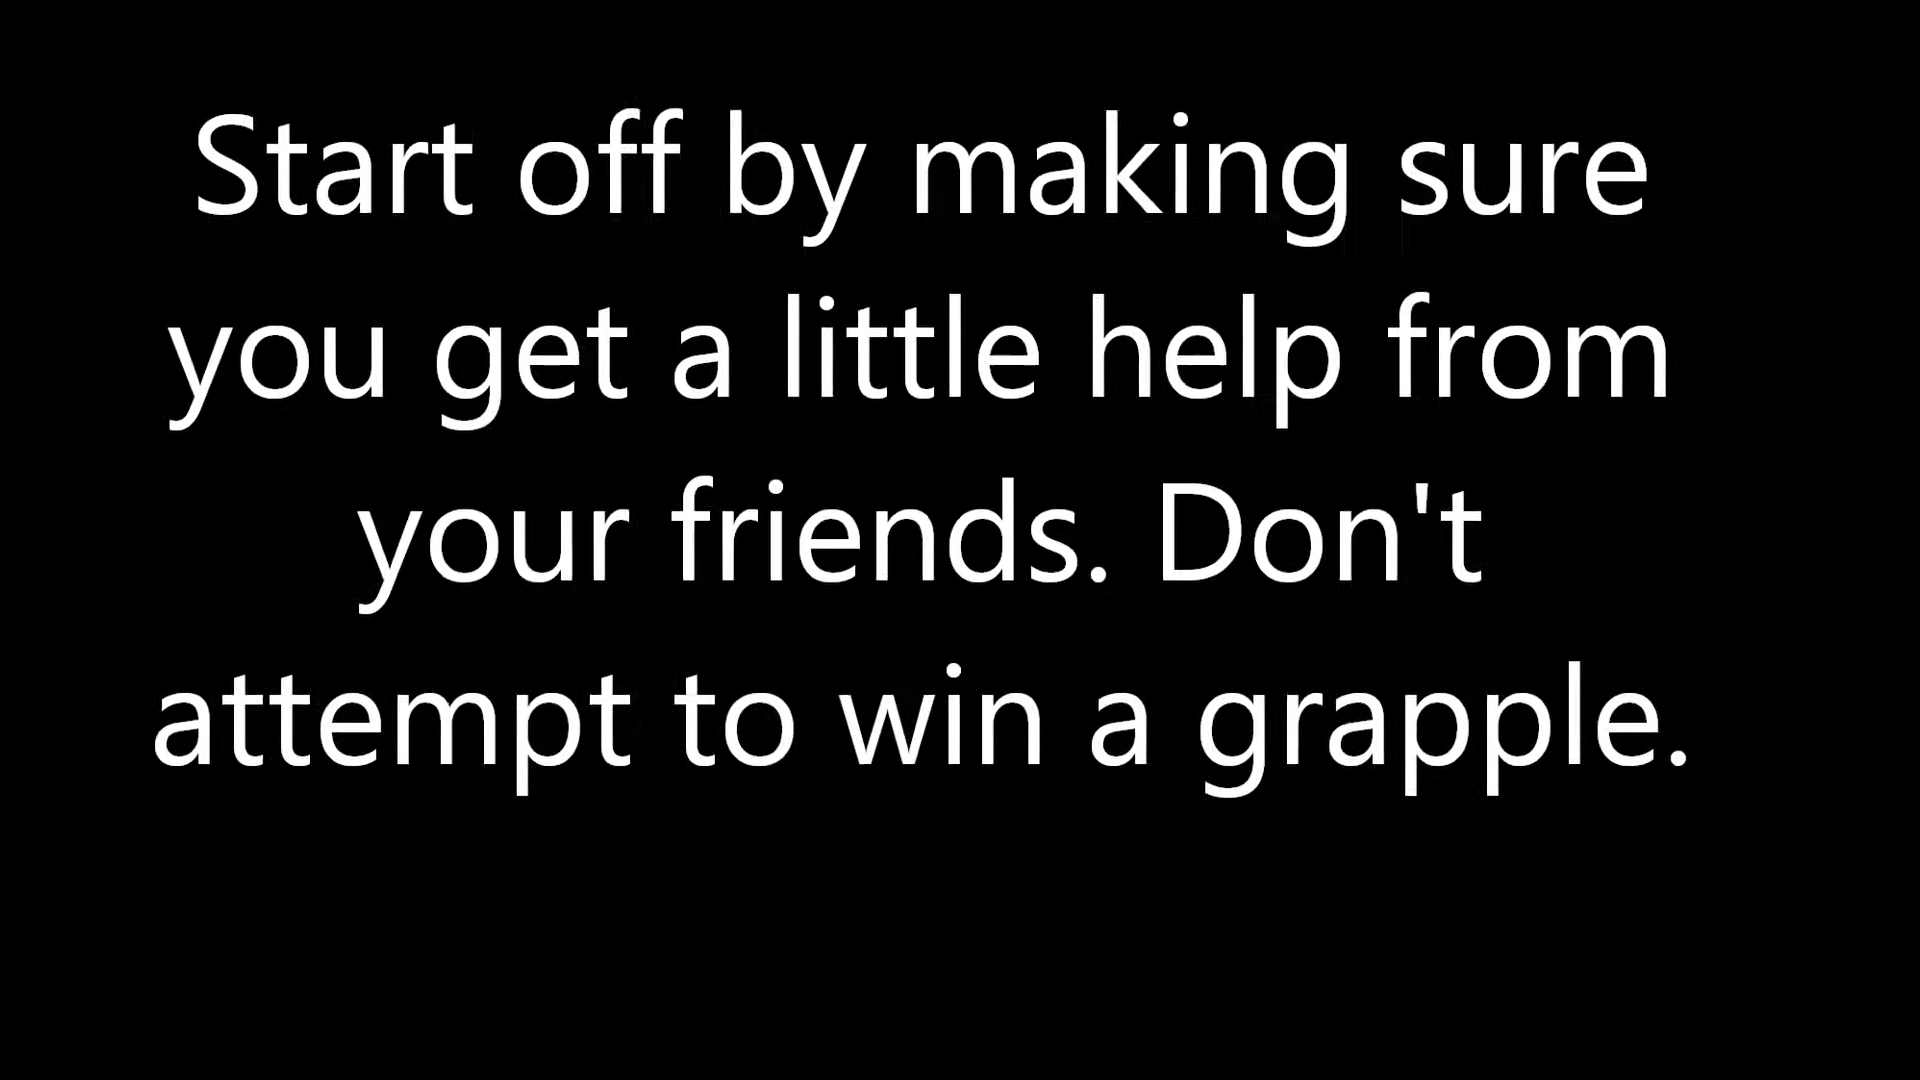 Start off by making sure
you get a little help from
your friends. Don't
attempt to win a grapple.